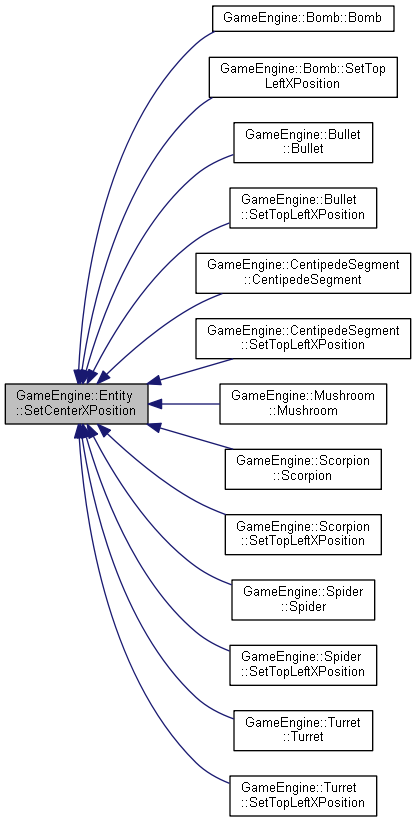 GameEngine::Bomb::Bomb
GameEngine::Bomb::SetTop
LeftXPosition
GameEngine::Bullet
::Bullet
GameEngine::Bullet
::SetTopLeftXPosition
GameEngine::CentipedeSegment
::CentipedeSegment
GameEngine::CentipedeSegment
::SetTopLeftXPosition
GameEngine::Entity
::SetCenterXPosition
GameEngine::Mushroom
::Mushroom
GameEngine::Scorpion
::Scorpion
GameEngine::Scorpion
::SetTopLeftXPosition
GameEngine::Spider
::Spider
GameEngine::Spider
::SetTopLeftXPosition
GameEngine::Turret
::Turret
GameEngine::Turret
::SetTopLeftXPosition